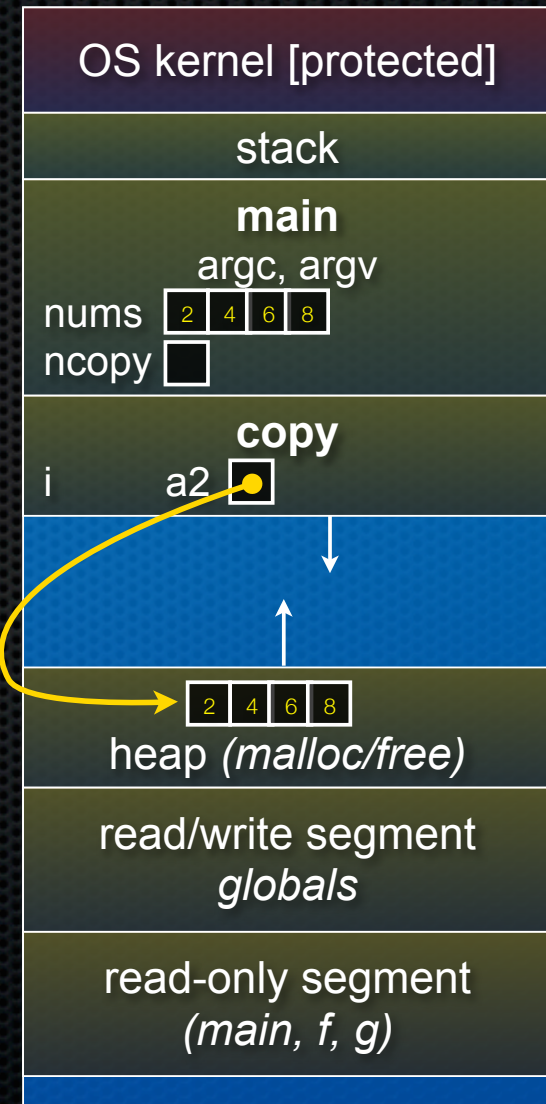 OS kernel [protected]
stack
main
argc, argv
nums 2 4 6 8
ncopy
copy
i a2
2 4 6 8
heap (malloc/free)
read/write segment
globals
read-only segment
(main, f, g)